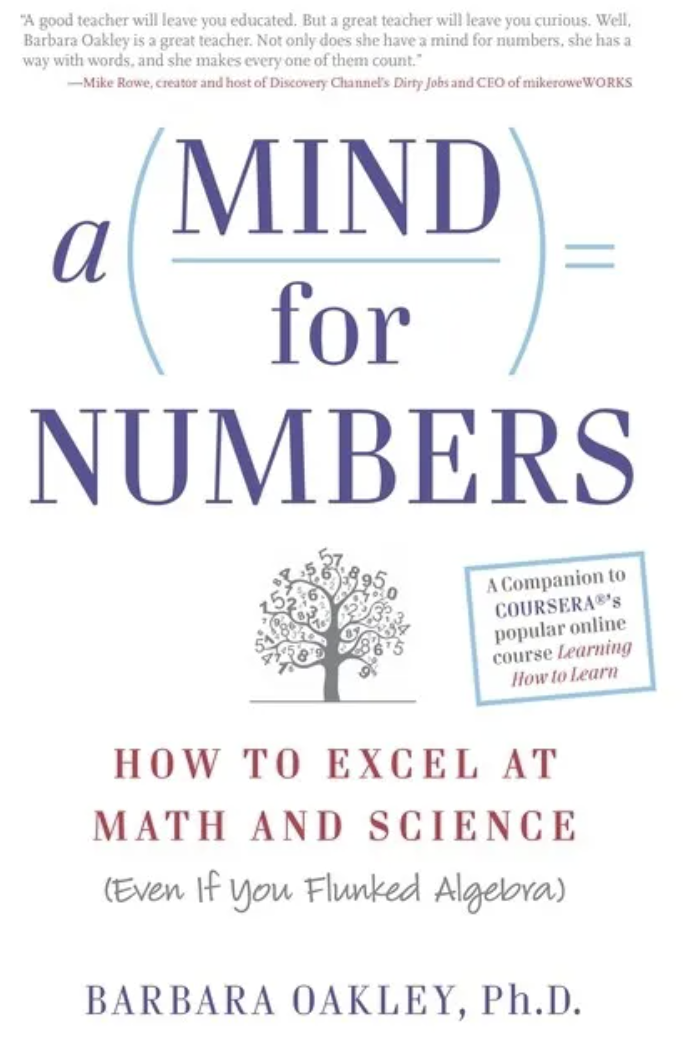 “A good teacher will leave you educated. But a great teacher will leave you curious. Well,
Barbara Oakley is a great teacher. Not only does she have a mind for numbers, she has a
way with words, and she makes every one of them count.”
—Mike Rowe, creator and host of Discovery Channel’s Dirty Jobs and CEO of mikeroweWORKS
a ( MIND ) =
for
NUMBERS
A Companion to
COURSERA®’s
popular online
course Learning
How to Learn
HOW TO EXCEL AT
MATH AND SCIENCE
(Even If You Flunked Algebra)
BARBARA OAKLEY, Ph.D.